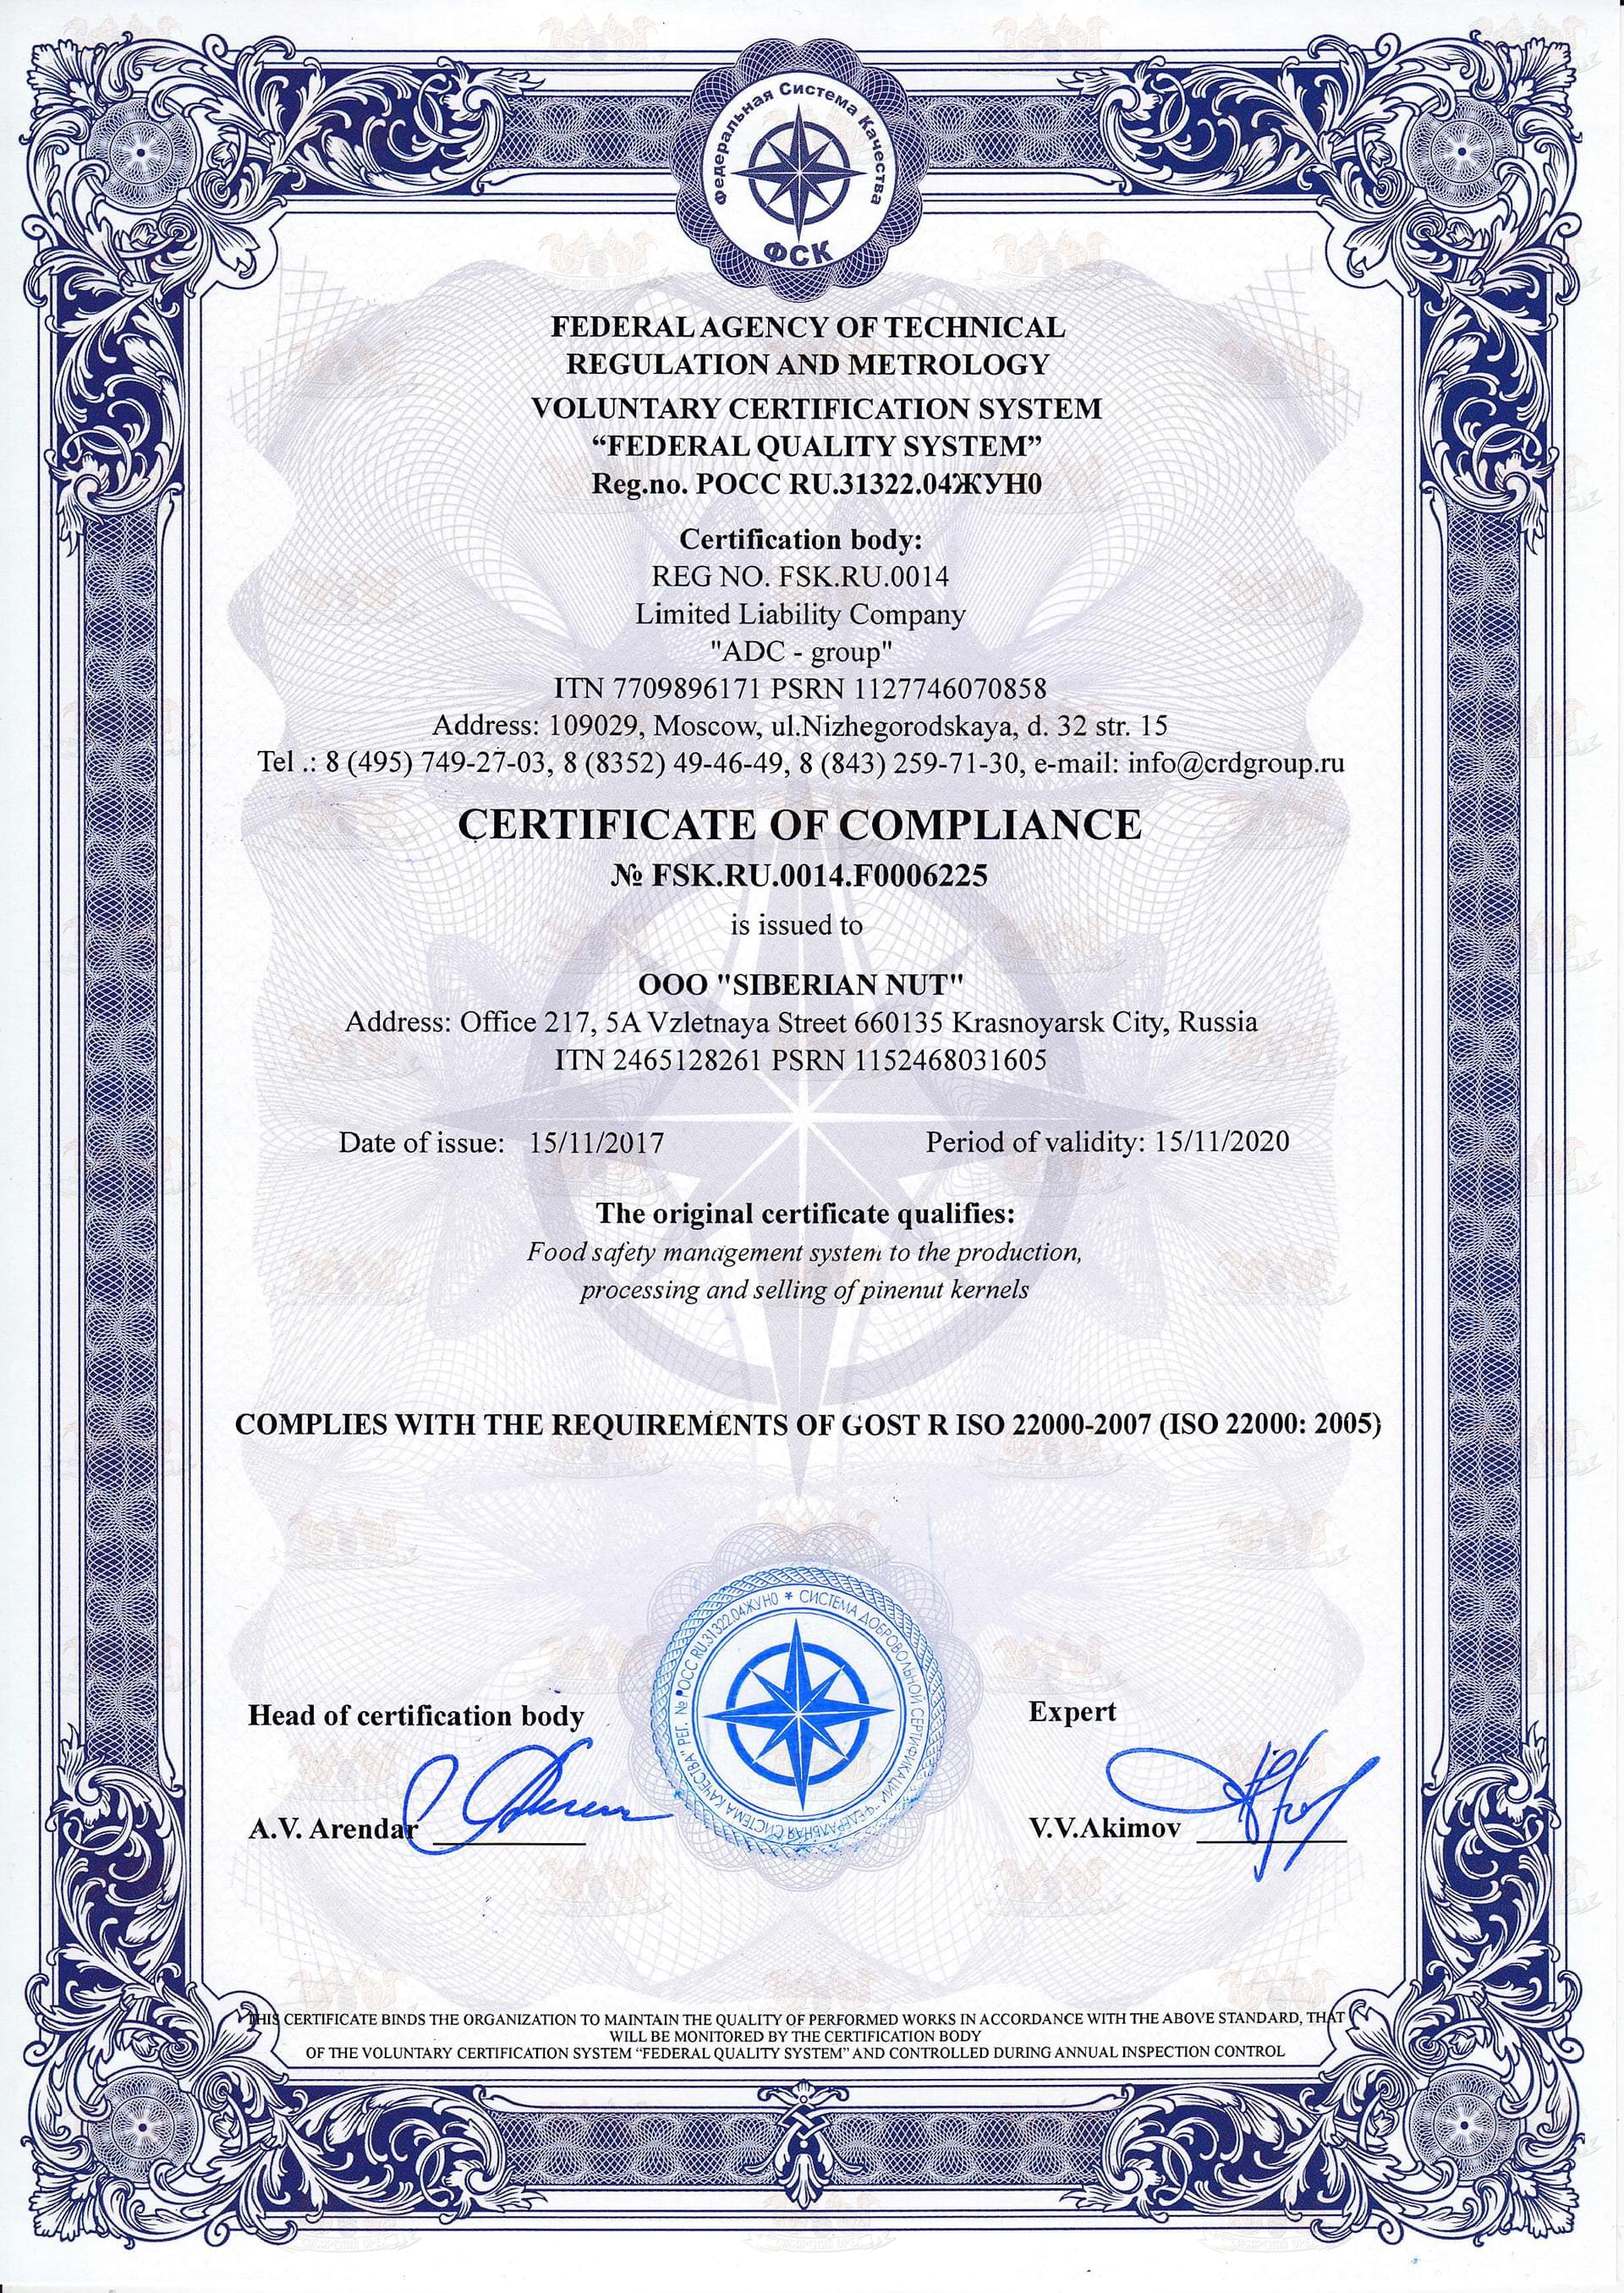 Федеральная Система Качества
ФСК
FEDERAL AGENCY OF TECHNICAL
REGULATION AND METROLOGY
VOLUNTARY CERTIFICATION SYSTEM
“FEDERAL QUALITY SYSTEM”
Reg.no. РОСС RU.31322.04ЖУН0
Certification body:
REG NO. FSK.RU.0014
Limited Liability Company
"ADC - group"
ITN 7709896171 PSRN 1127746070858
Address: 109029, Moscow, ul.Nizhegorodskaya, d. 32 str. 15
Tel .: 8 (495) 749-27-03, 8 (8352) 49-46-49, 8 (843) 259-71-30, e-mail: info@crdgroup.ru
CERTIFICATE OF COMPLIANCE
№ FSK.RU.0014.F0006225
is issued to
OOO "SIBERIAN NUT"
Address: Office 217, 5A Vzletnaya Street 660135 Krasnoyarsk City, Russia
ITN 2465128261 PSRN 1152468031605
Date of issue: 15/11/2017 Period of validity: 15/11/2020
The original certificate qualifies:
Food safety management system to the production,
processing and selling of pinenut kernels
COMPLIES WITH THE REQUIREMENTS OF GOST R ISO 22000-2007 (ISO 22000: 2005)
СИСТЕМА ДОБРОВОЛЬНОЙ СЕРТИФИКАЦИИ "ФЕДЕРАЛЬНАЯ СИСТЕМА КАЧЕСТВА" РЕГ. № РОСС RU.31322.04ЖУН0 *
Head of certification body Expert
A.V. Arendar V.V.Akimov
THIS CERTIFICATE BINDS THE ORGANIZATION TO MAINTAIN THE QUALITY OF PERFORMED WORKS IN ACCORDANCE WITH THE ABOVE STANDARD, THAT
WILL BE MONITORED BY THE CERTIFICATION BODY
OF THE VOLUNTARY CERTIFICATION SYSTEM “FEDERAL QUALITY SYSTEM” AND CONTROLLED DURING ANNUAL INSPECTION CONTROL